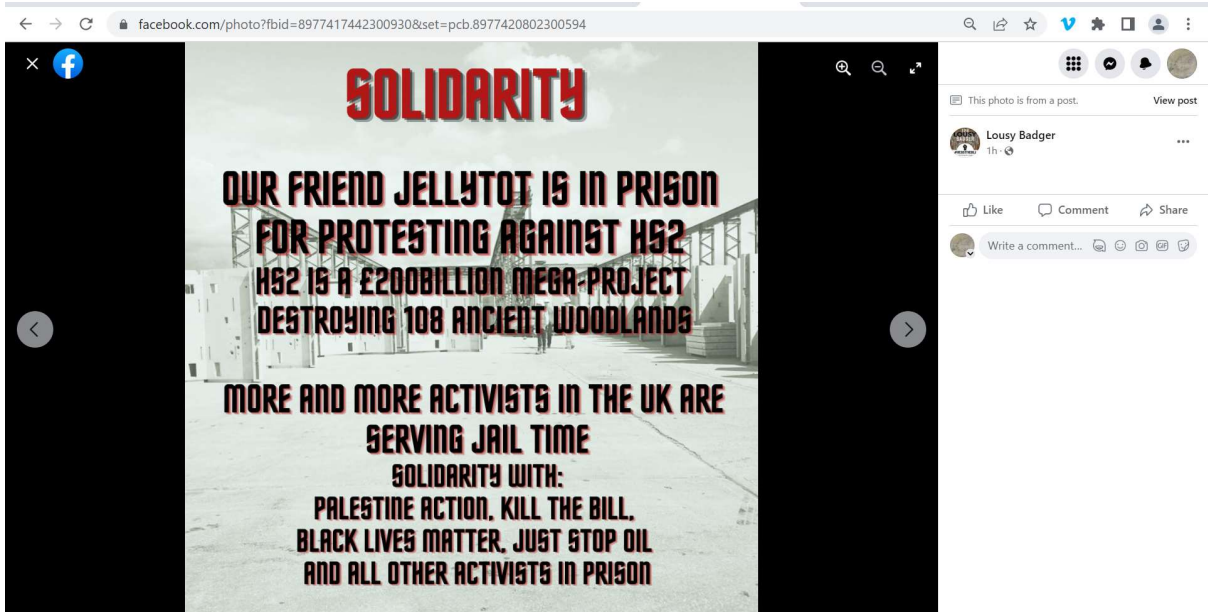 facebook.com/photo?fbid=8977417442300930&set=pcb.8977420802300594
SOLIDARITY
OUR FRIEND JELLYTOT IS IN PRISON
FOR PROTESTING AGAINST HS2
HS2 IS A £200BILLION MEGA-PROJECT
DESTROYING 108 ANCIENT WOODLANDS
MORE AND MORE ACTIVISTS IN THE UK ARE
SERVING JAIL TIME
SOLIDARITY WITH:
PALESTINE ACTION, KILL THE BILL,
BLACK LIVES MATTER, JUST STOP OIL
AND ALL OTHER ACTIVISTS IN PRISON
This photo is from a post. View post
Lousy Badger
1h
Like Comment Share
Write a comment... GIF